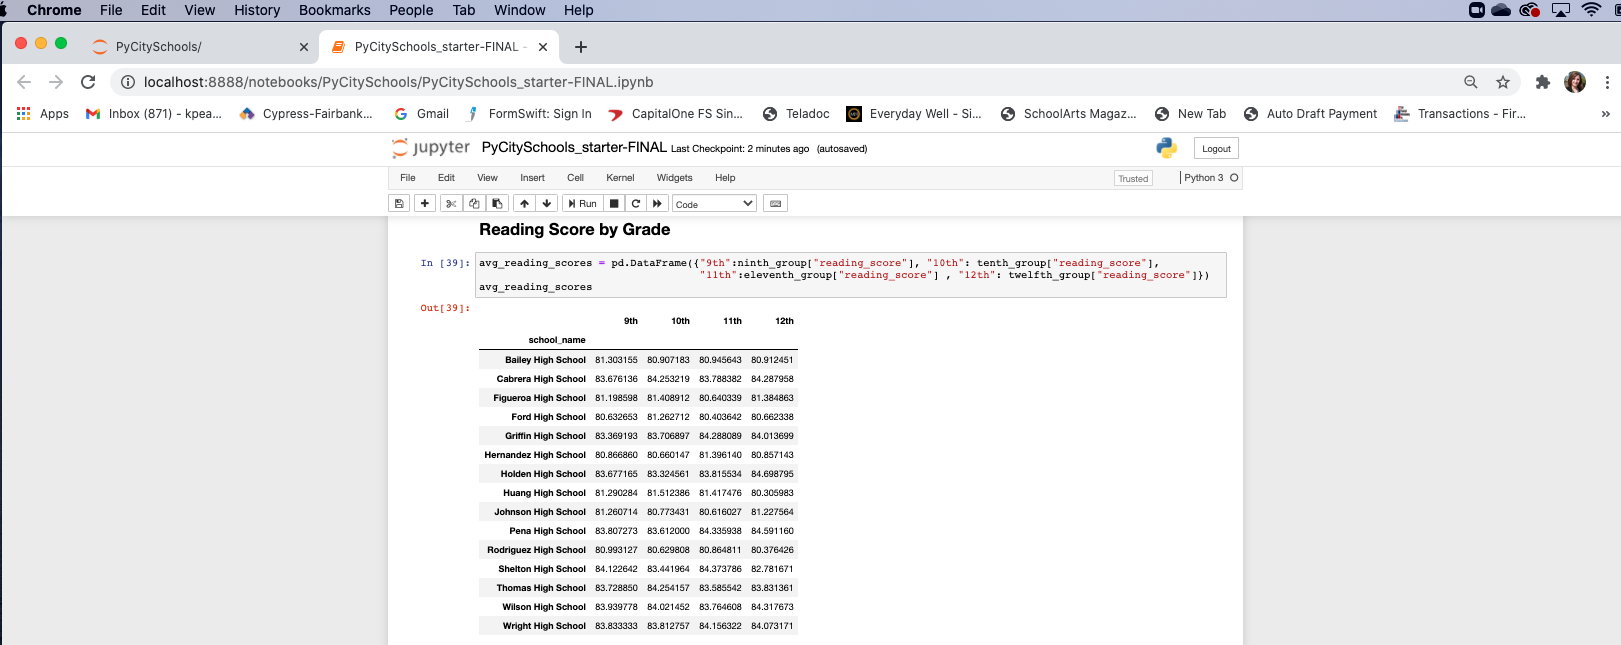 Chrome File Edit View History Bookmarks People Tab Window Help
PyCitySchools/ × PyCitySchools_starter-FINAL - × +
localhost:8888/notebooks/PyCitySchools/PyCitySchools_starter-FINAL.ipynb
Apps Inbox (871) - kpea... Cypress-Fairbank... Gmail FormSwift: Sign In CapitalOne FS Sin... Teladoc Everyday Well - Si... SchoolArts Magaz... New Tab Auto Draft Payment Transactions - Fir... »
jupyter PyCitySchools_starter-FINAL Last Checkpoint: 2 minutes ago (autosaved) Logout
File Edit View Insert Cell Kernel Widgets Help Trusted Python 3
Run Code
Reading Score by Grade
In [39]: avg_reading_scores = pd.DataFrame({"9th":ninth_group["reading_score"], "10th": tenth_group["reading_score"],
"11th":eleventh_group["reading_score"] , "12th": twelfth_group["reading_score"]})
avg_reading_scores
Out[39]:
9th 10th 11th 12th
school_name
Bailey High School 81.303155 80.907183 80.945643 80.912451
Cabrera High School 83.676136 84.253219 83.788382 84.287958
Figueroa High School 81.198598 81.408912 80.640339 81.384863
Ford High School 80.632653 81.262712 80.403642 80.662338
Griffin High School 83.369193 83.706897 84.288089 84.013699
Hernandez High School 80.866860 80.660147 81.396140 80.857143
Holden High School 83.677165 83.324561 83.815534 84.698795
Huang High School 81.290284 81.512386 81.417476 80.305983
Johnson High School 81.260714 80.773431 80.616027 81.227564
Pena High School 83.807273 83.612000 84.335938 84.591160
Rodriguez High School 80.993127 80.629808 80.864811 80.376426
Shelton High School 84.122642 83.441964 84.373786 82.781671
Thomas High School 83.728850 84.254157 83.585542 83.831361
Wilson High School 83.939778 84.021452 83.764608 84.317673
Wright High School 83.833333 83.812757 84.156322 84.073171